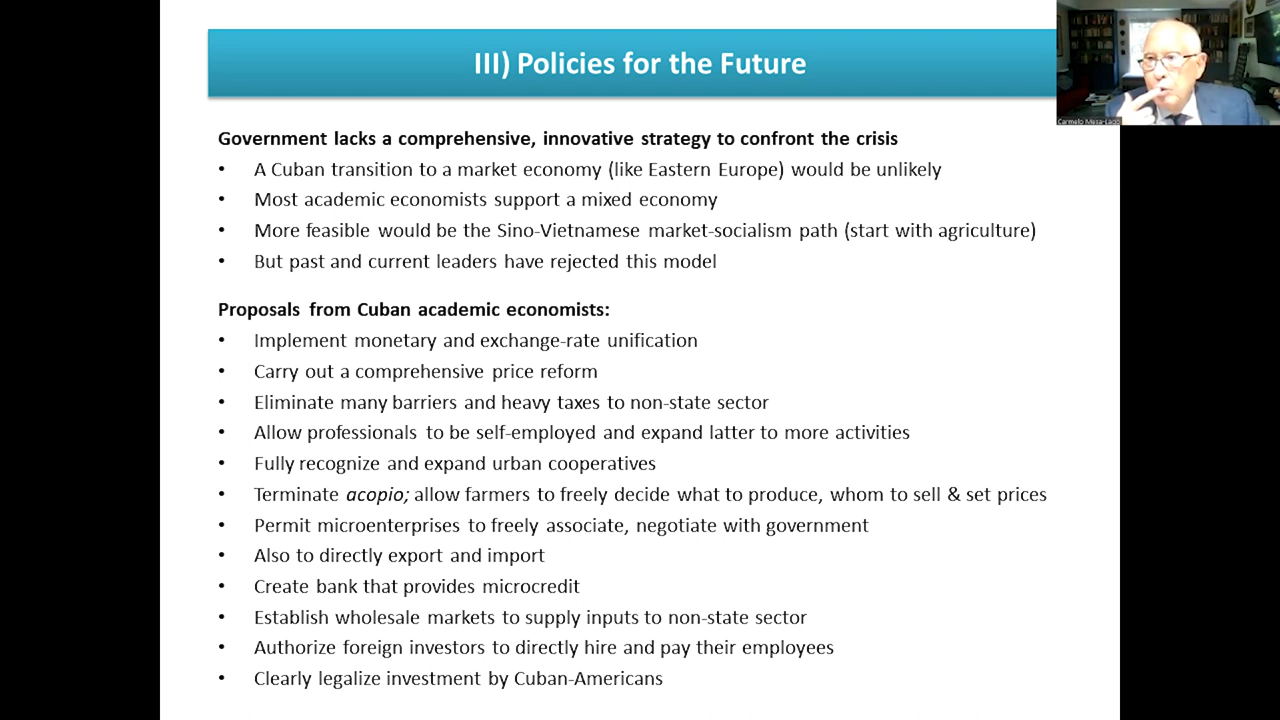 III) Policies for the Future
Carmelo Mesa-Lago
Government lacks a comprehensive, innovative strategy to confront the crisis
• A Cuban transition to a market economy (like Eastern Europe) would be unlikely
• Most academic economists support a mixed economy
• More feasible would be the Sino-Vietnamese market-socialism path (start with agriculture)
• But past and current leaders have rejected this model
Proposals from Cuban academic economists:
• Implement monetary and exchange-rate unification
• Carry out a comprehensive price reform
• Eliminate many barriers and heavy taxes to non-state sector
• Allow professionals to be self-employed and expand latter to more activities
• Fully recognize and expand urban cooperatives
• Terminate acopio; allow farmers to freely decide what to produce, whom to sell & set prices
• Permit microenterprises to freely associate, negotiate with government
• Also to directly export and import
• Create bank that provides microcredit
• Establish wholesale markets to supply inputs to non-state sector
• Authorize foreign investors to directly hire and pay their employees
• Clearly legalize investment by Cuban-Americans